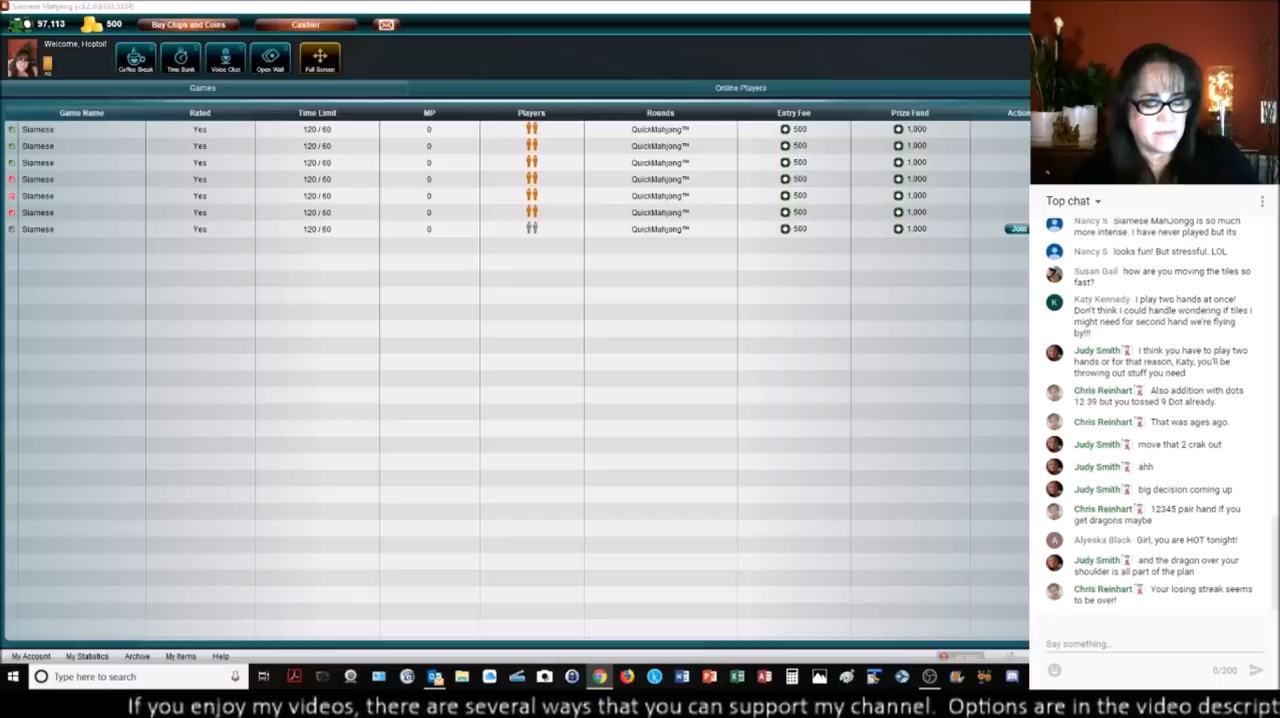 Siamese Mahjong (v3.2.0.6533.5334)
97,113
500
Buy Chips and Coins
Cashier
Welcome, Hoptoi!
Coffee Break
Time Bank
Voice Chat
Open Wall
Full Screen
Games
Online Players
Game Name Rated Time Limit MP Players Rounds Entry Fee Prize Fund Action
Siamese Yes 120 / 60 0 QuickMahjong™ 500 1,000
Siamese Yes 120 / 60 0 QuickMahjong™ 500 1,000
Siamese Yes 120 / 60 0 QuickMahjong™ 500 1,000
Siamese Yes 120 / 60 0 QuickMahjong™ 500 1,000
Siamese Yes 120 / 60 0 QuickMahjong™ 500 1,000
Siamese Yes 120 / 60 0 QuickMahjong™ 500 1,000
Siamese Yes 120 / 60 0 QuickMahjong™ 500 1,000 Join
My Account My Statistics Archive My Items Help
Type here to search
Top chat
Nancy S Siamese MahJongg is so much
more intense. I have never played but its
Nancy S looks fun! But stressful. LOL
Susan Gail how are you moving the tiles so
fast?
Katy Kennedy I play two hands at once!
Don't think I could handle wondering if tiles I
might need for second hand we're flying
by!!!
Judy Smith I think you have to play two
hands or for that reason, Katy, you'll be
throwing out stuff you need
Chris Reinhart Also addition with dots
12 39 but you tossed 9 Dot already.
Chris Reinhart That was ages ago.
Judy Smith move that 2 crak out
Judy Smith ahh
Judy Smith big decision coming up
Chris Reinhart 12345 pair hand if you
get dragons maybe
Alyeska Black Girl, you are HOT tonight!
Judy Smith and the dragon over your
shoulder is all part of the plan
Chris Reinhart Your losing streak seems
to be over!
Say something...
0/200
If you enjoy my videos, there are several ways that you can support my channel. Options are in the video descript